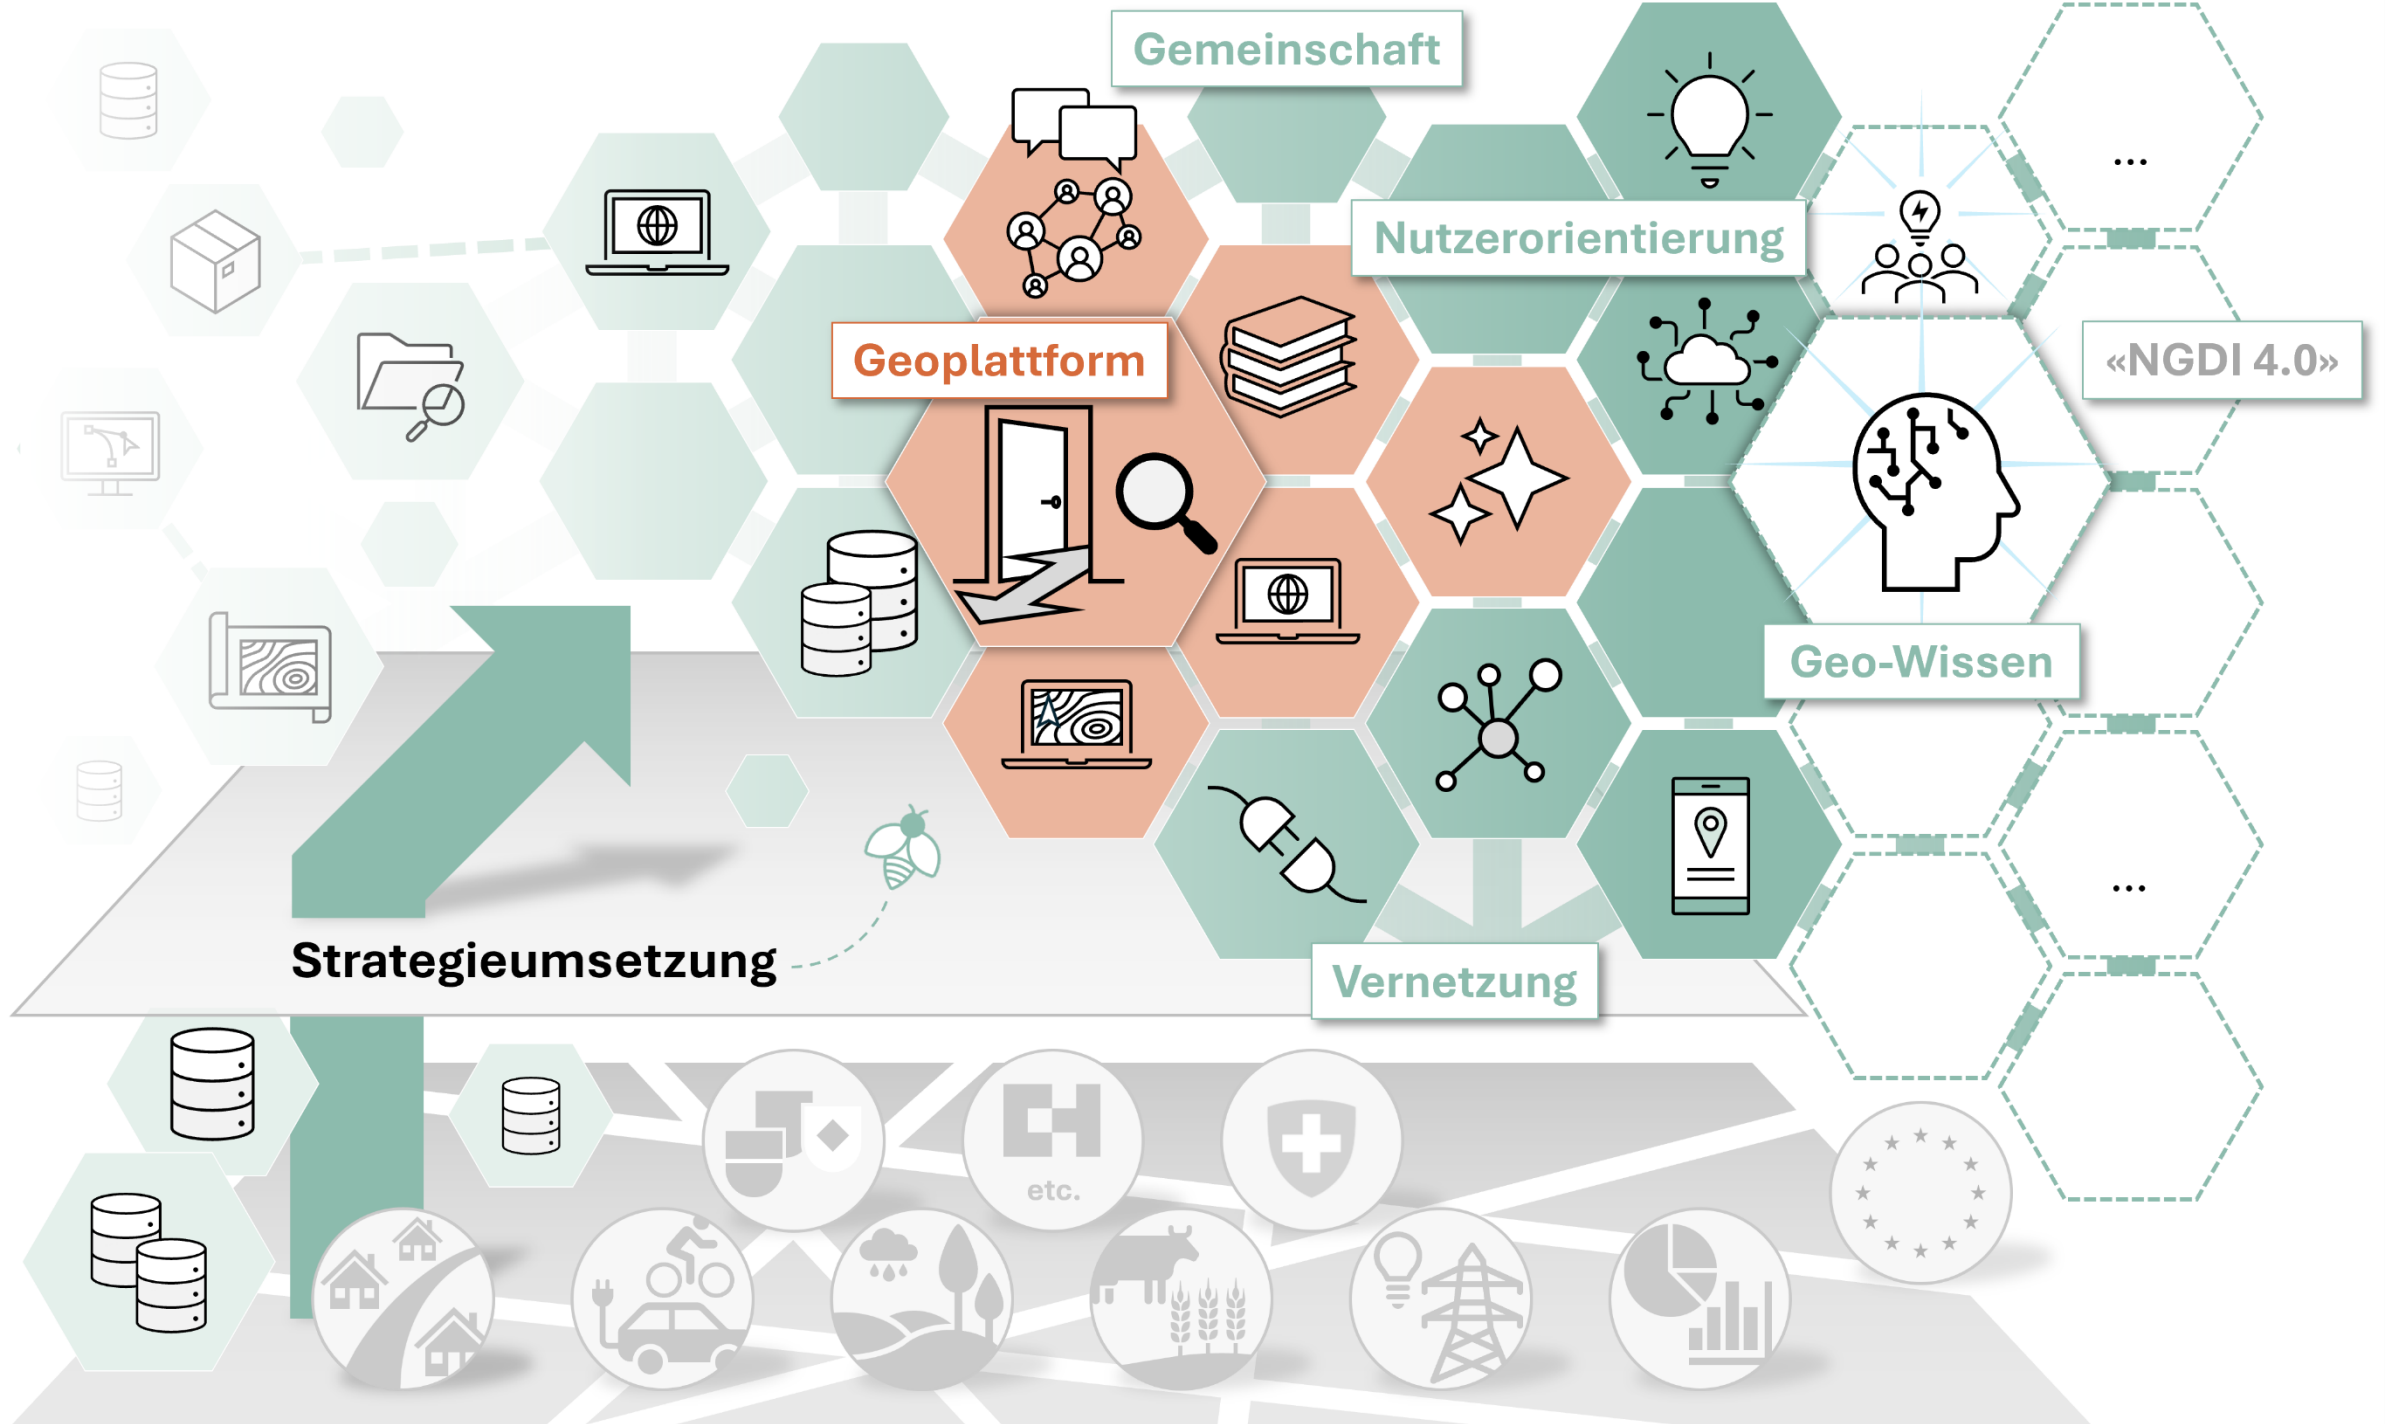 Gemeinschaft
...
Nutzerorientierung
Geoplattform
«NGDI 4.0»
Geo-Wissen
...
Strategieumsetzung
Vernetzung
etc.